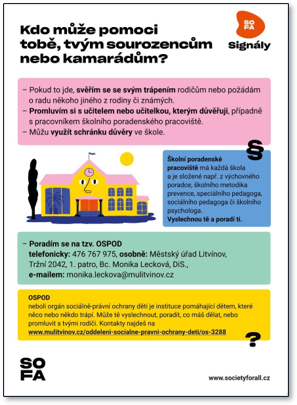 Kdo může pomoci
tobě, tvým sourozencům
nebo kamarádům?
SO
FA
Signály
– Pokud to jde, svěřím se se svým trápením rodičům nebo požádám
o radu někoho jiného z rodiny či známých.
– Promluvím si s učitelem nebo učitelkou, kterým důvěřuji, případně
s pracovníkem školního poradenského pracoviště.
– Můžu využít schránku důvěry ve škole.
§
Školní poradenské
pracoviště má každá škola
a je složené např. z výchovného
poradce, školního metodika
prevence, speciálního pedagoga,
sociálního pedagoga či školního
psychologa.
Vyslechnou tě a poradí ti.
– Poradím se na tzv. OSPOD
telefonicky: 476 767 975, osobně: Městský úřad Litvínov,
Tržní 2042, 1. patro, Bc. Monika Lecková, DiS.,
e-mailem: monika.leckova@mulitvinov.cz
OSPOD
neboli orgán sociálně-právní ochrany dětí je instituce pomáhající dětem, které
něco nebo někdo trápí. Může tě vyslechnout, poradit, co máš dělat, nebo
promluvit s tvými rodiči. Kontakty najdeš na
www.mulitvinov.cz/oddeleni-socialne-pravni-ochrany-deti/os-3288
?
SO
FA
www.societyforall.cz